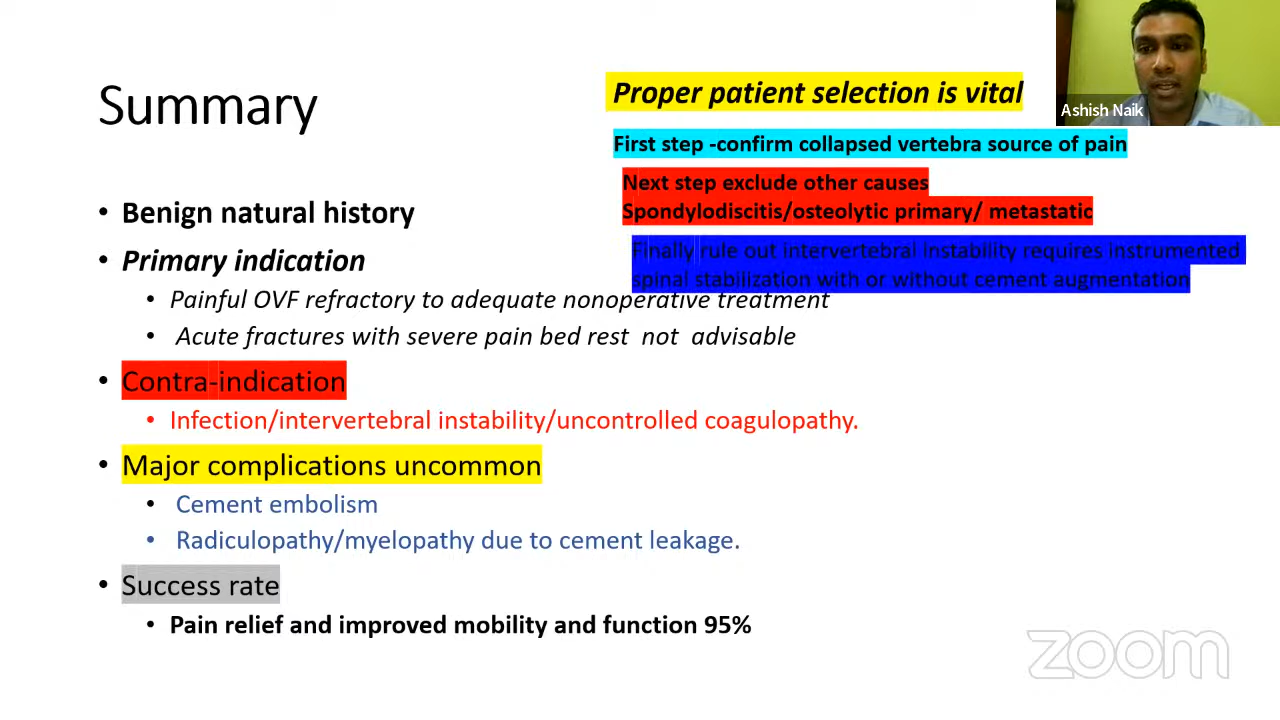 Summary
Proper patient selection is vital
Ashish Naik
First step -confirm collapsed vertebra source of pain
Next step exclude other causes
Spondylodiscitis/osteolytic primary/ metastatic
Finally rule out intervertebral instability requires instrumented
spinal stabilization with or without cement augmentation
• Benign natural history
• Primary indication
• Painful OVF refractory to adequate nonoperative treatment
• Acute fractures with severe pain bed rest not advisable
• Contra-indication
• Infection/intervertebral instability/uncontrolled coagulopathy.
• Major complications uncommon
• Cement embolism
• Radiculopathy/myelopathy due to cement leakage.
• Success rate
• Pain relief and improved mobility and function 95%
zoom